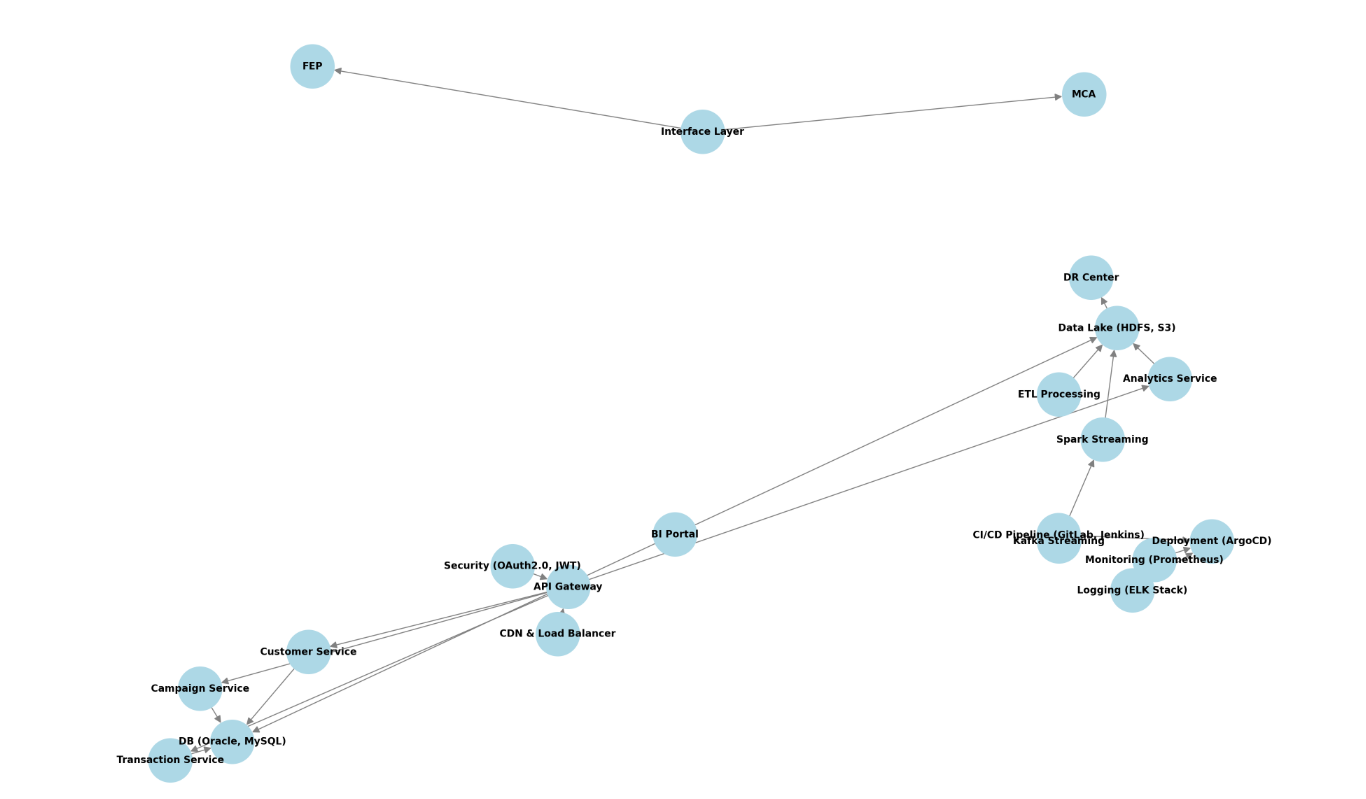 FEP
MCA
Interface Layer
DR Center
Data Lake (HDFS, S3)
Analytics Service
ETL Processing
Spark Streaming
BI Portal
CI/CD Pipeline (GitLab, Jenkins)
Kafka Streaming
Deployment (ArgoCD)
Monitoring (Prometheus)
Security (OAuth2.0, JWT)
API Gateway
Logging (ELK Stack)
CDN & Load Balancer
Customer Service
Campaign Service
DB (Oracle, MySQL)
Transaction Service